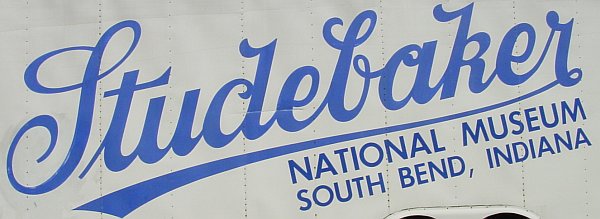 Studebaker
NATIONAL MUSEUM
SOUTH BEND, INDIANA